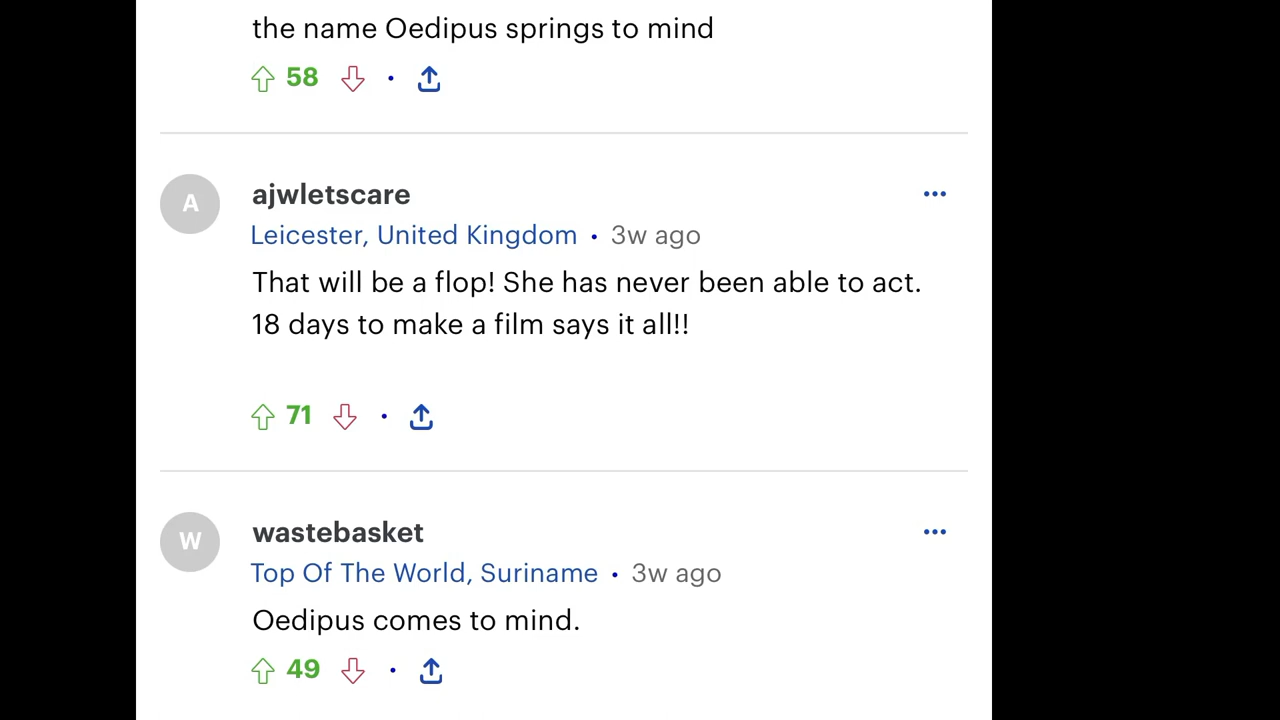 the name Oedipus springs to mind
58 •
A
ajwletscare
Leicester, United Kingdom • 3w ago
That will be a flop! She has never been able to act.
18 days to make a film says it all!!
71 •
W
wastebasket
Top Of The World, Suriname • 3w ago
Oedipus comes to mind.
49 •